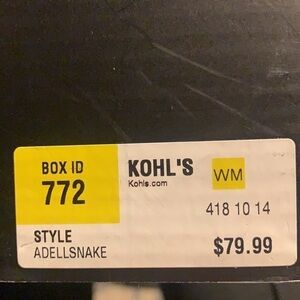 BOX ID
772
KOHL'S
Kohls.com
WM
418 10 14
STYLE
ADELLSNAKE
$79.99